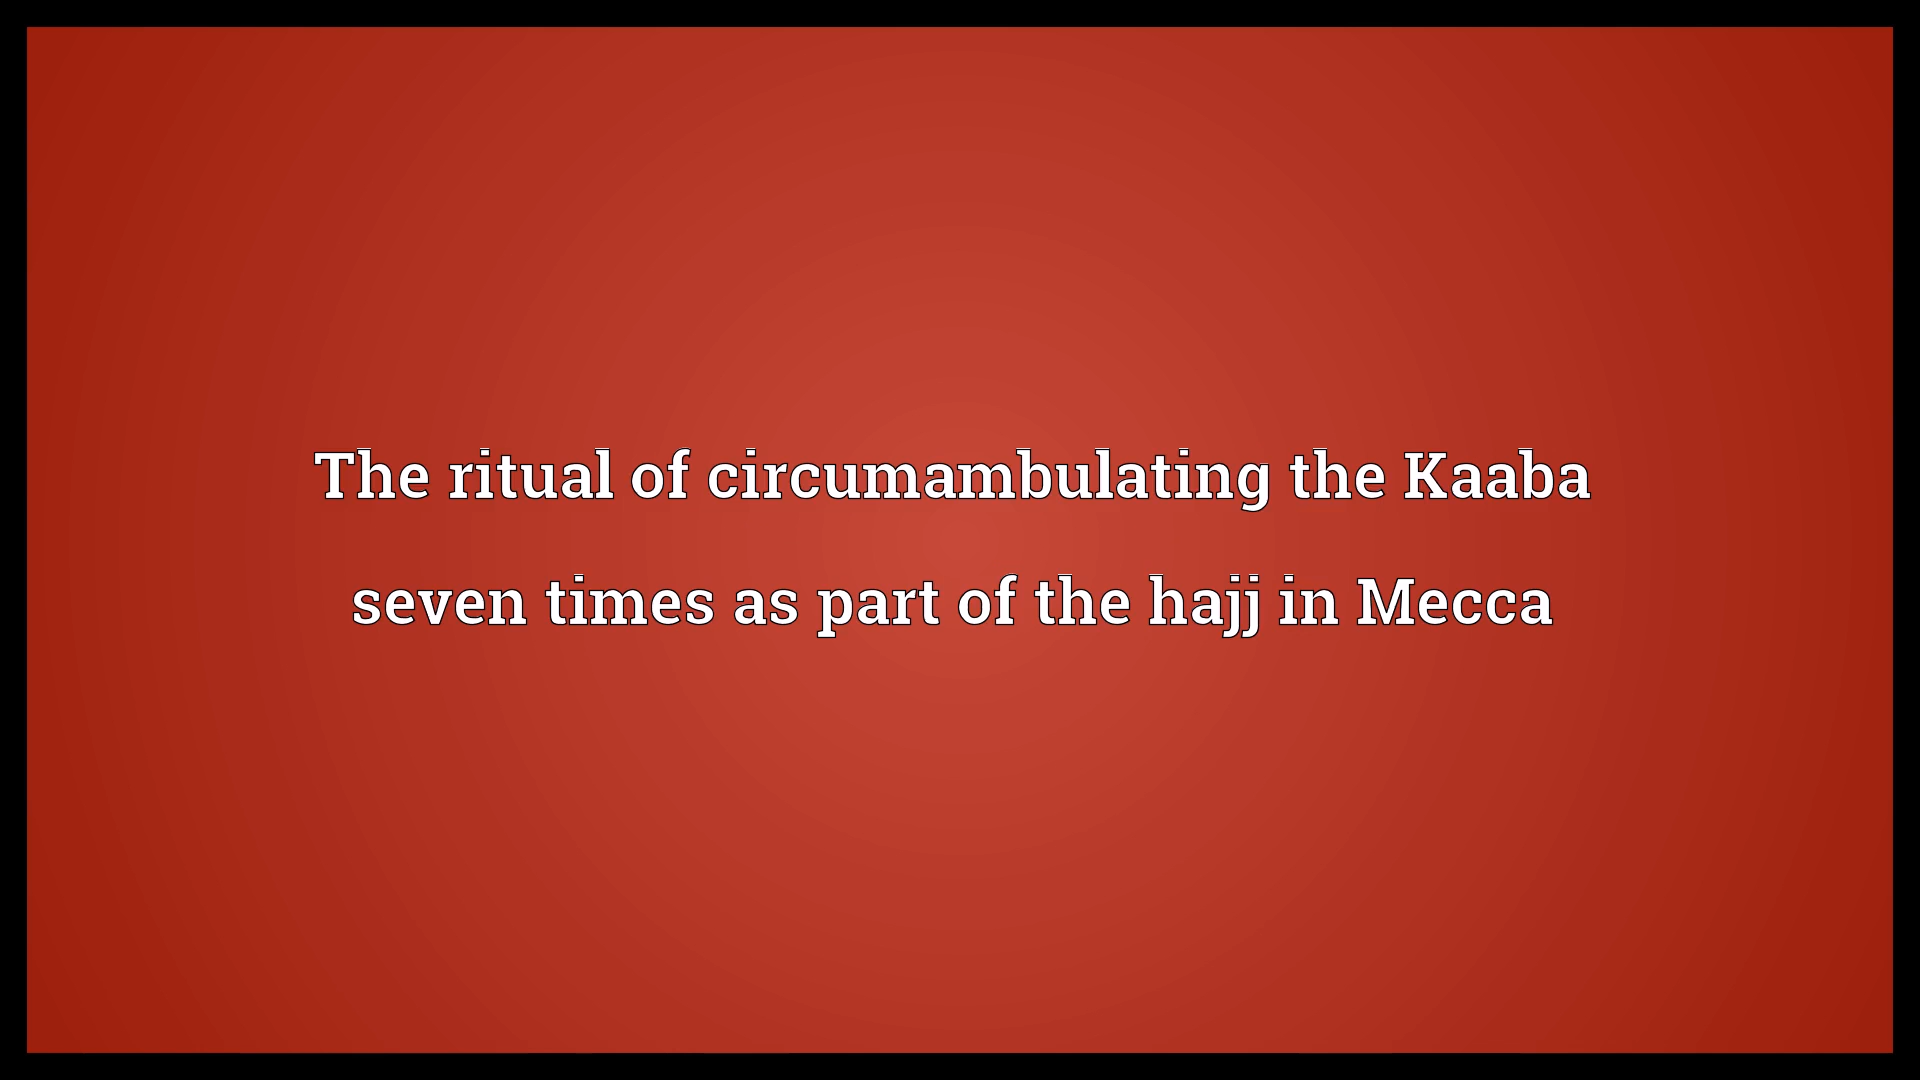 The ritual of circumambulating the Kaaba
seven times as part of the hajj in Mecca